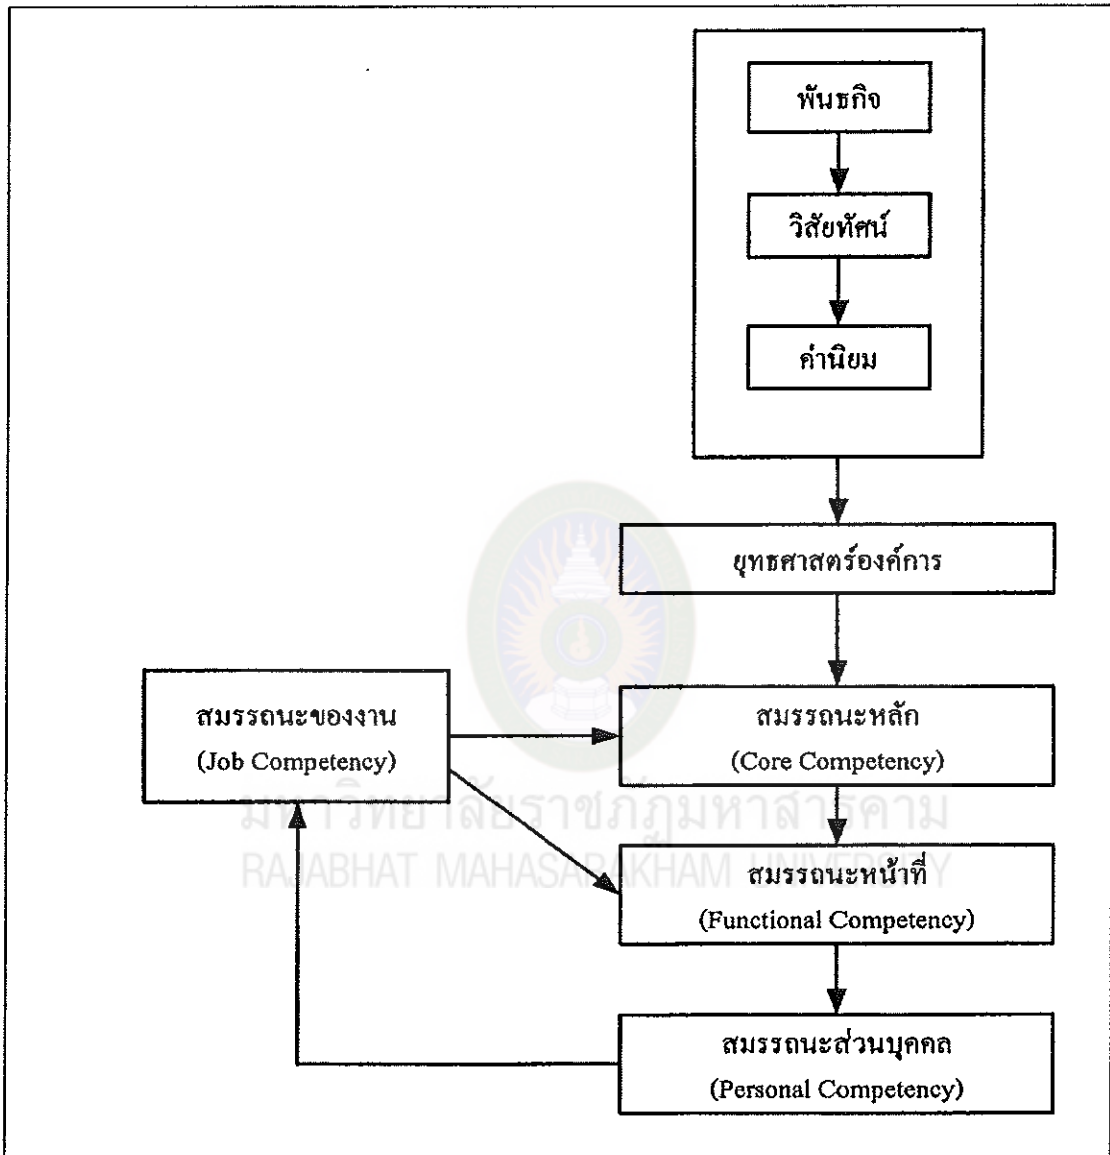 พันธกิจ
วิสัยทัศน์
ค่านิยม
ยุทธศาสตร์องค์การ
สมรรถนะของงาน
(Job Competency)
สมรรถนะหลัก
(Core Competency)
มหาวิทยาลัยราชภัฏมหาสารคาม
RAJABHAT MAHASARAKHAM UNIVERSITY
สมรรถนะหน้าที่
(Functional Competency)
สมรรถนะส่วนบุคคล
(Personal Competency)